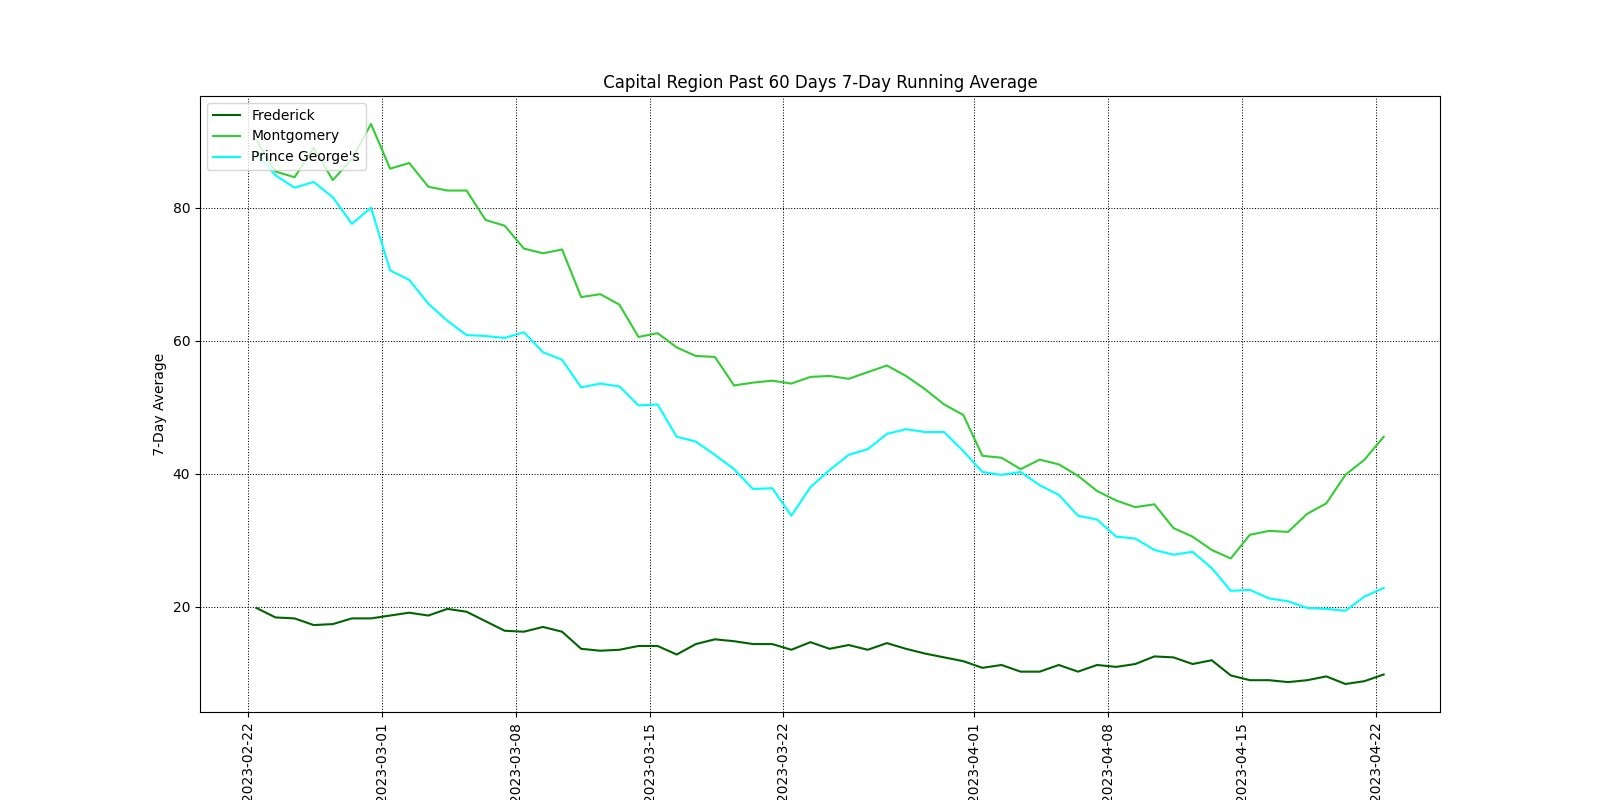 Capital Region Past 60 Days 7-Day Running Average
Frederick
Montgomery
Prince George's
7-Day Average
80
60
40
20
2023-02-22
2023-03-01
2023-03-08
2023-03-15
2023-03-22
2023-04-01
2023-04-08
2023-04-15
2023-04-22